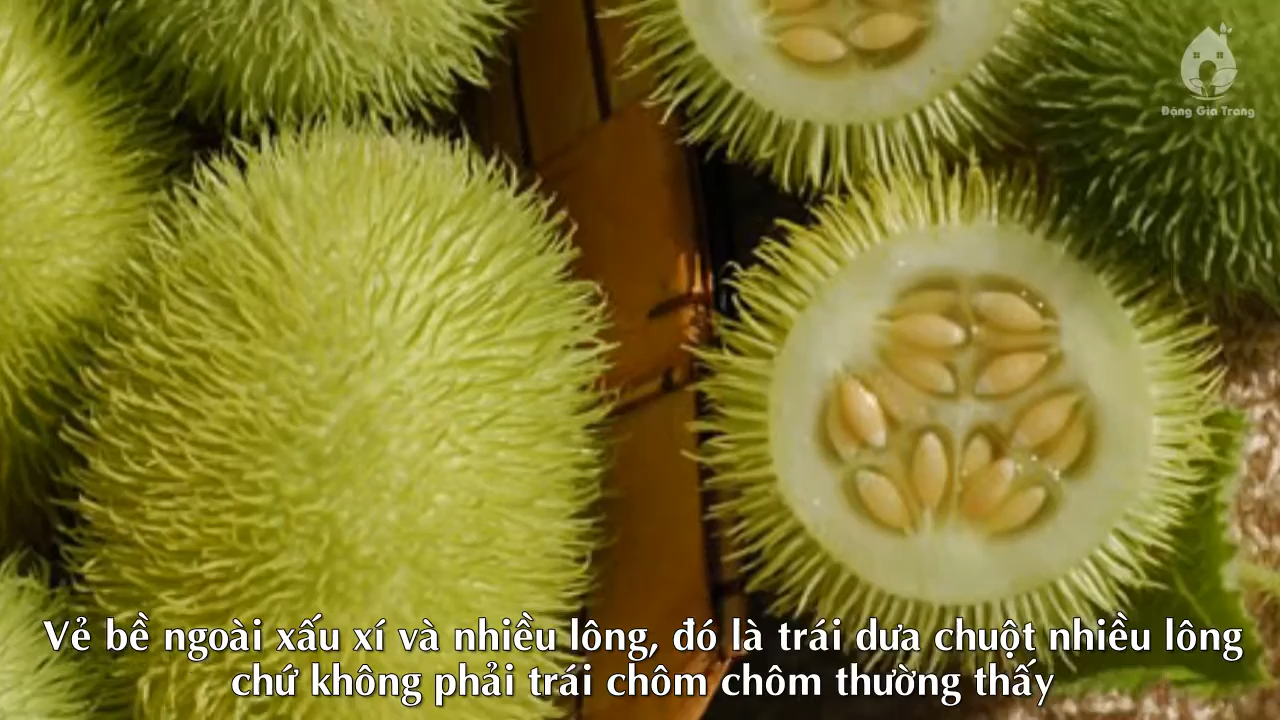 Đặng Gia Trang
Vẻ bề ngoài xấu xí và nhiều lông, đó là trái dưa chuột nhiều lông
chứ không phải trái chôm chôm thường thấy